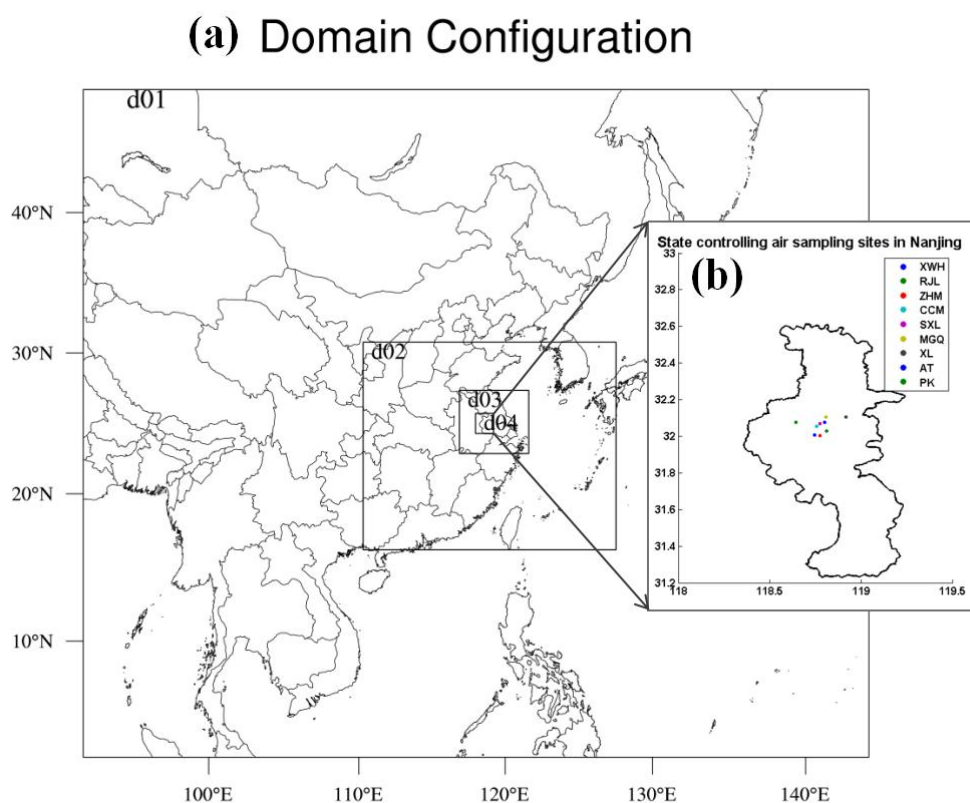 (a) Domain Configuration
d01
40°N
30°N
20°N
10°N
100°E
110°E
120°E
130°E
140°E
d02
d03
d04
State controlling air sampling sites in Nanjing
(b)
XWH
RJL
ZHM
CCM
SXL
MGQ
XL
AT
PK
33
32.8
32.6
32.4
32.2
32
31.8
31.6
31.4
31.2
118
118.5
119
119.5